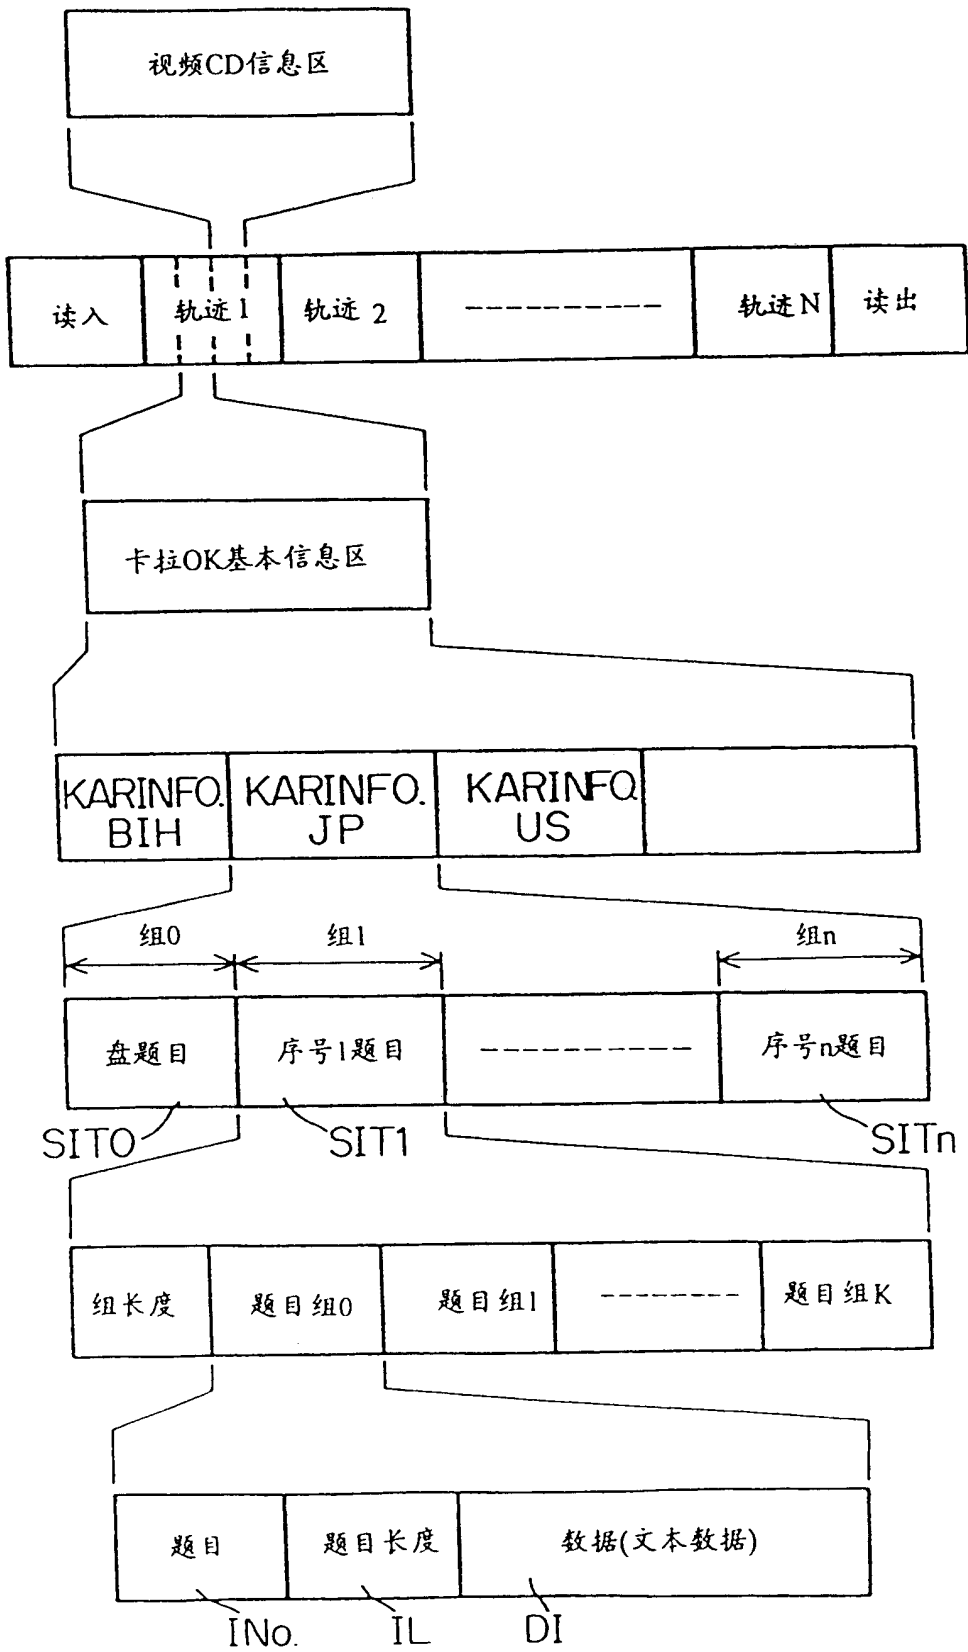 视频CD信息区
读入
轨迹1
轨迹2
轨迹N
读出
卡拉OK基本信息区
KARINFO.
BIH
KARINFO.
JP
KARINFO.
US
组0
组1
组n
盘题目
序号1题目
序号n题目
SIT0
SIT1
SITn
组长度
题目组0
题目组1
题目组K
题目
题目长度
数据(文本数据)
INo.
IL
DI